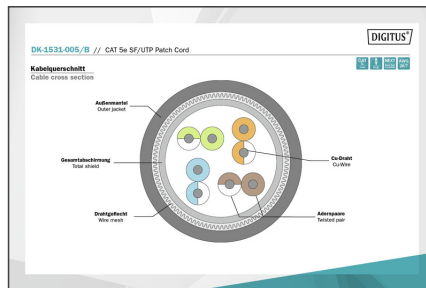 DIGITUS®
DK-1531-005/B // CAT 5e SF/UTP Patch Cord
Kabelquerschnitt
Cable cross section
Außenmantel
Outer jacket
Gesamtabschirmung
Total shield
Drahtgeflecht
Wire mesh
Cu-Draht
Cu-Wire
Adernpaare
Twisted pair